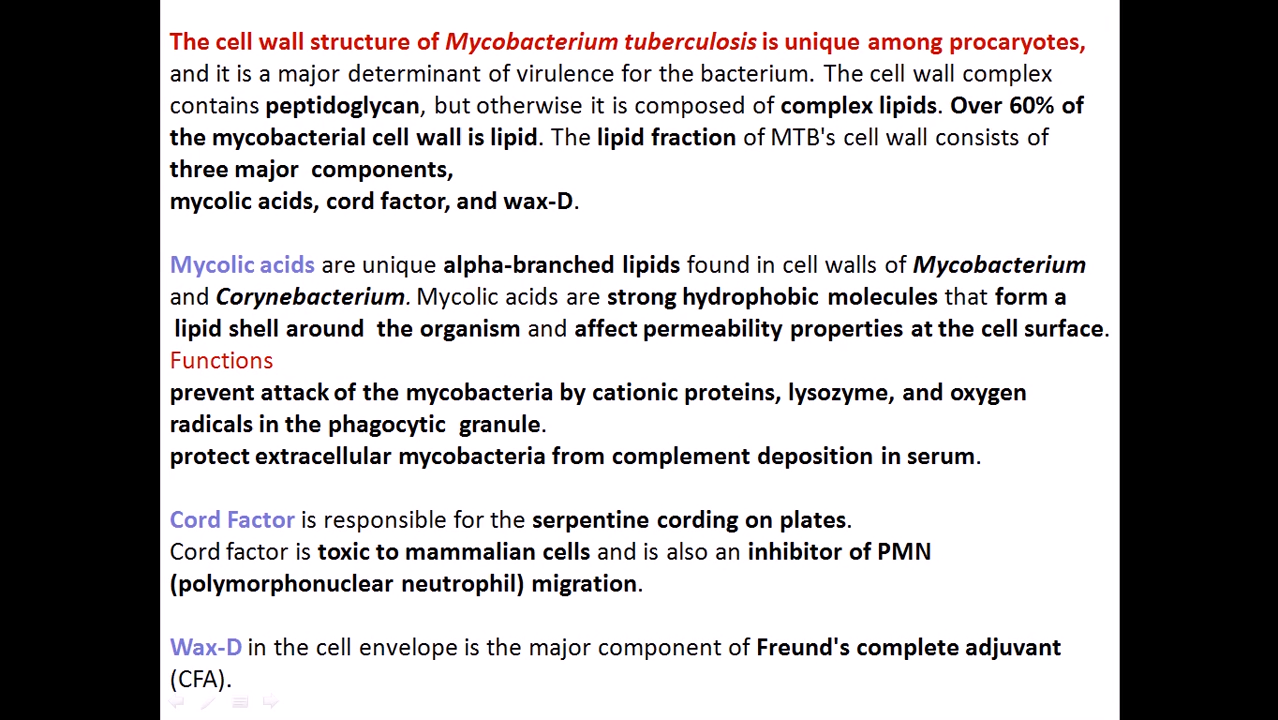 The cell wall structure of Mycobacterium tuberculosis is unique among procaryotes,
and it is a major determinant of virulence for the bacterium. The cell wall complex
contains peptidoglycan, but otherwise it is composed of complex lipids. Over 60% of
the mycobacterial cell wall is lipid. The lipid fraction of MTB's cell wall consists of
three major components,
mycolic acids, cord factor, and wax-D.
Mycolic acids are unique alpha-branched lipids found in cell walls of Mycobacterium
and Corynebacterium. Mycolic acids are strong hydrophobic molecules that form a
lipid shell around the organism and affect permeability properties at the cell surface.
Functions
prevent attack of the mycobacteria by cationic proteins, lysozyme, and oxygen
radicals in the phagocytic granule.
protect extracellular mycobacteria from complement deposition in serum.
Cord Factor is responsible for the serpentine cording on plates.
Cord factor is toxic to mammalian cells and is also an inhibitor of PMN
(polymorphonuclear neutrophil) migration.
Wax-D in the cell envelope is the major component of Freund's complete adjuvant
(CFA).